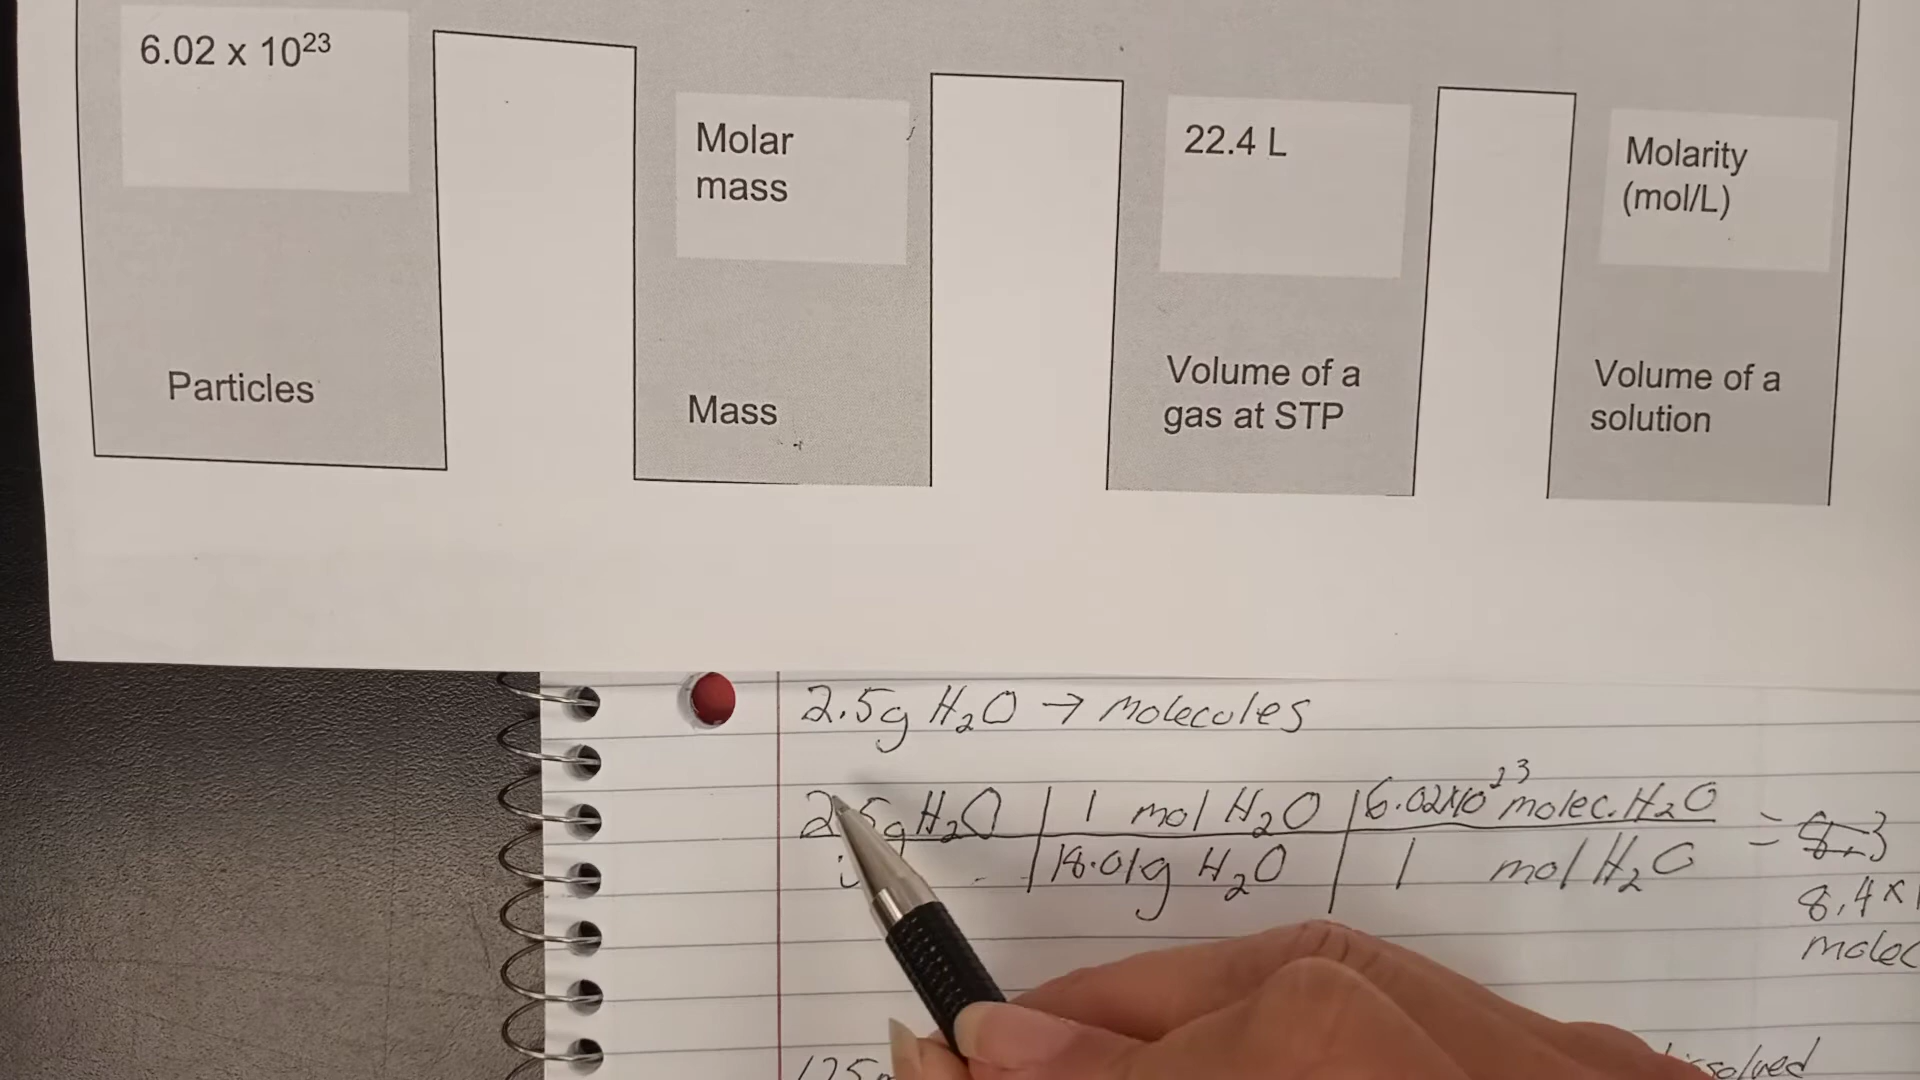 6.02 x 10²³
Molar
mass
22.4 L
Molarity
(mol/L)
Particles
Mass
Volume of a
gas at STP
Volume of a
solution
2.5g H₂O → molecules
2.5g H₂O | 1 mol H₂O | 6.02x10²³ molec. H₂O =
18.01g H₂O | 1 mol H₂O
8.4 x
molec
125